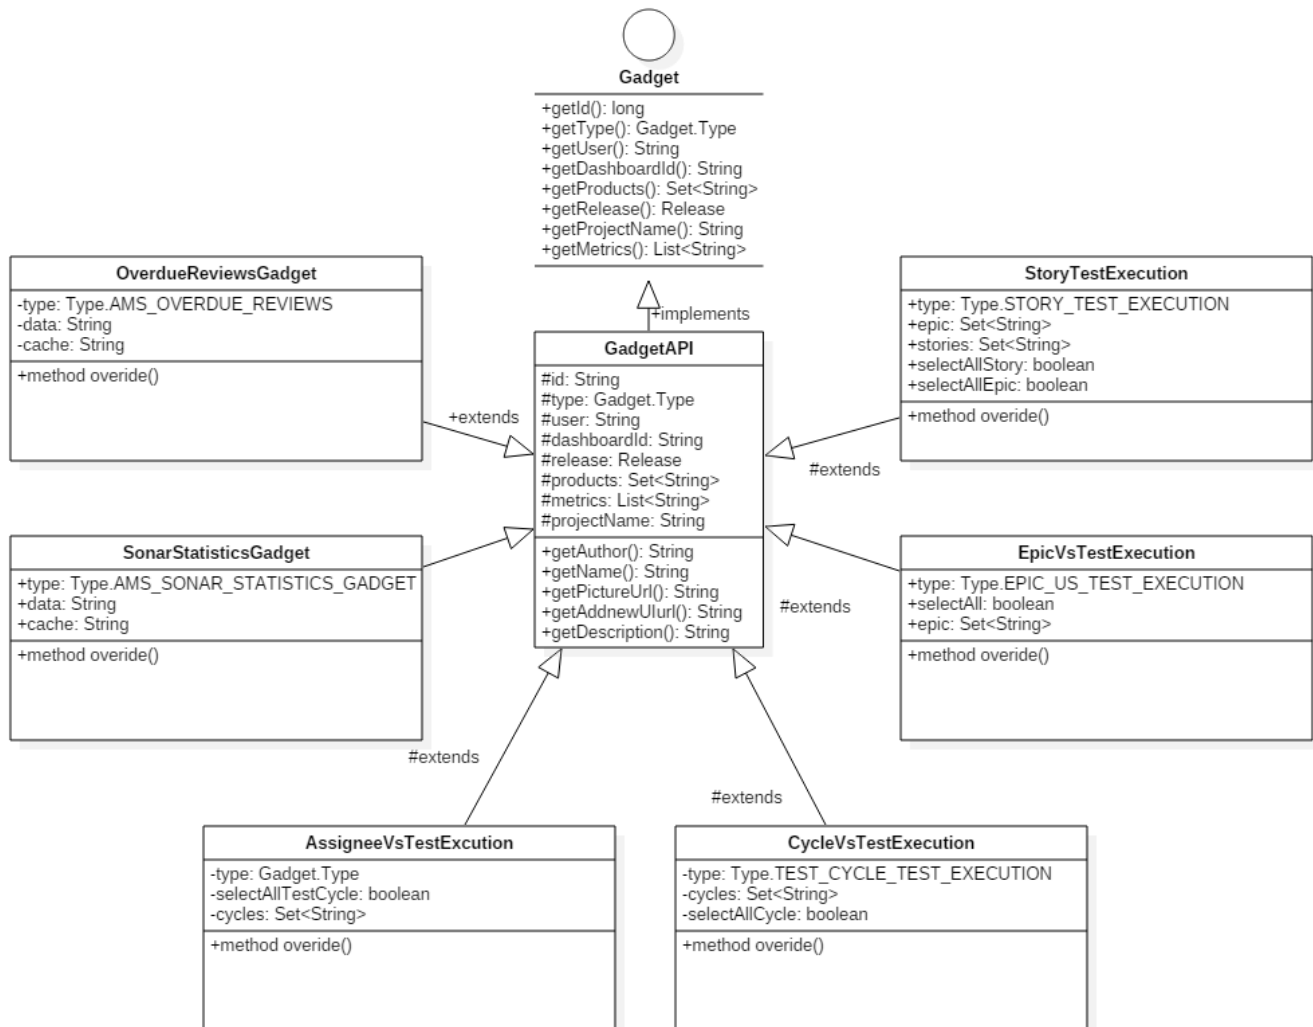 Gadget
+getId(): long
+getType(): Gadget.Type
+getUser(): String
+getDashboardId(): String
+getProducts(): Set<String>
+getRelease(): Release
+getProjectName(): String
+getMetrics(): List<String>
+implements
OverdueReviewsGadget
-type: Type.AMS_OVERDUE_REVIEWS
-data: String
-cache: String
+method overide()
+extends
GadgetAPI
#id: String
#type: Gadget.Type
#user: String
#dashboardId: String
#release: Release
#products: Set<String>
#metrics: List<String>
#projectName: String
+getAuthor(): String
+getName(): String
+getPictureUrl(): String
+getAddnewUIurl(): String
+getDescription(): String
StoryTestExecution
+type: Type.STORY_TEST_EXECUTION
+epic: Set<String>
+stories: Set<String>
+selectAllStory: boolean
+selectAllEpic: boolean
+method overide()
#extends
SonarStatisticsGadget
+type: Type.AMS_SONAR_STATISTICS_GADGET
+data: String
+cache: String
+method overide()
EpicVsTestExecution
+type: Type.EPIC_US_TEST_EXECUTION
+selectAll: boolean
+epic: Set<String>
+method overide()
#extends
#extends
#extends
AssigneeVsTestExcution
-type: Gadget.Type
-selectAllTestCycle: boolean
-cycles: Set<String>
+method overide()
CycleVsTestExecution
-type: Type.TEST_CYCLE_TEST_EXECUTION
-cycles: Set<String>
-selectAllCycle: boolean
+method overide()